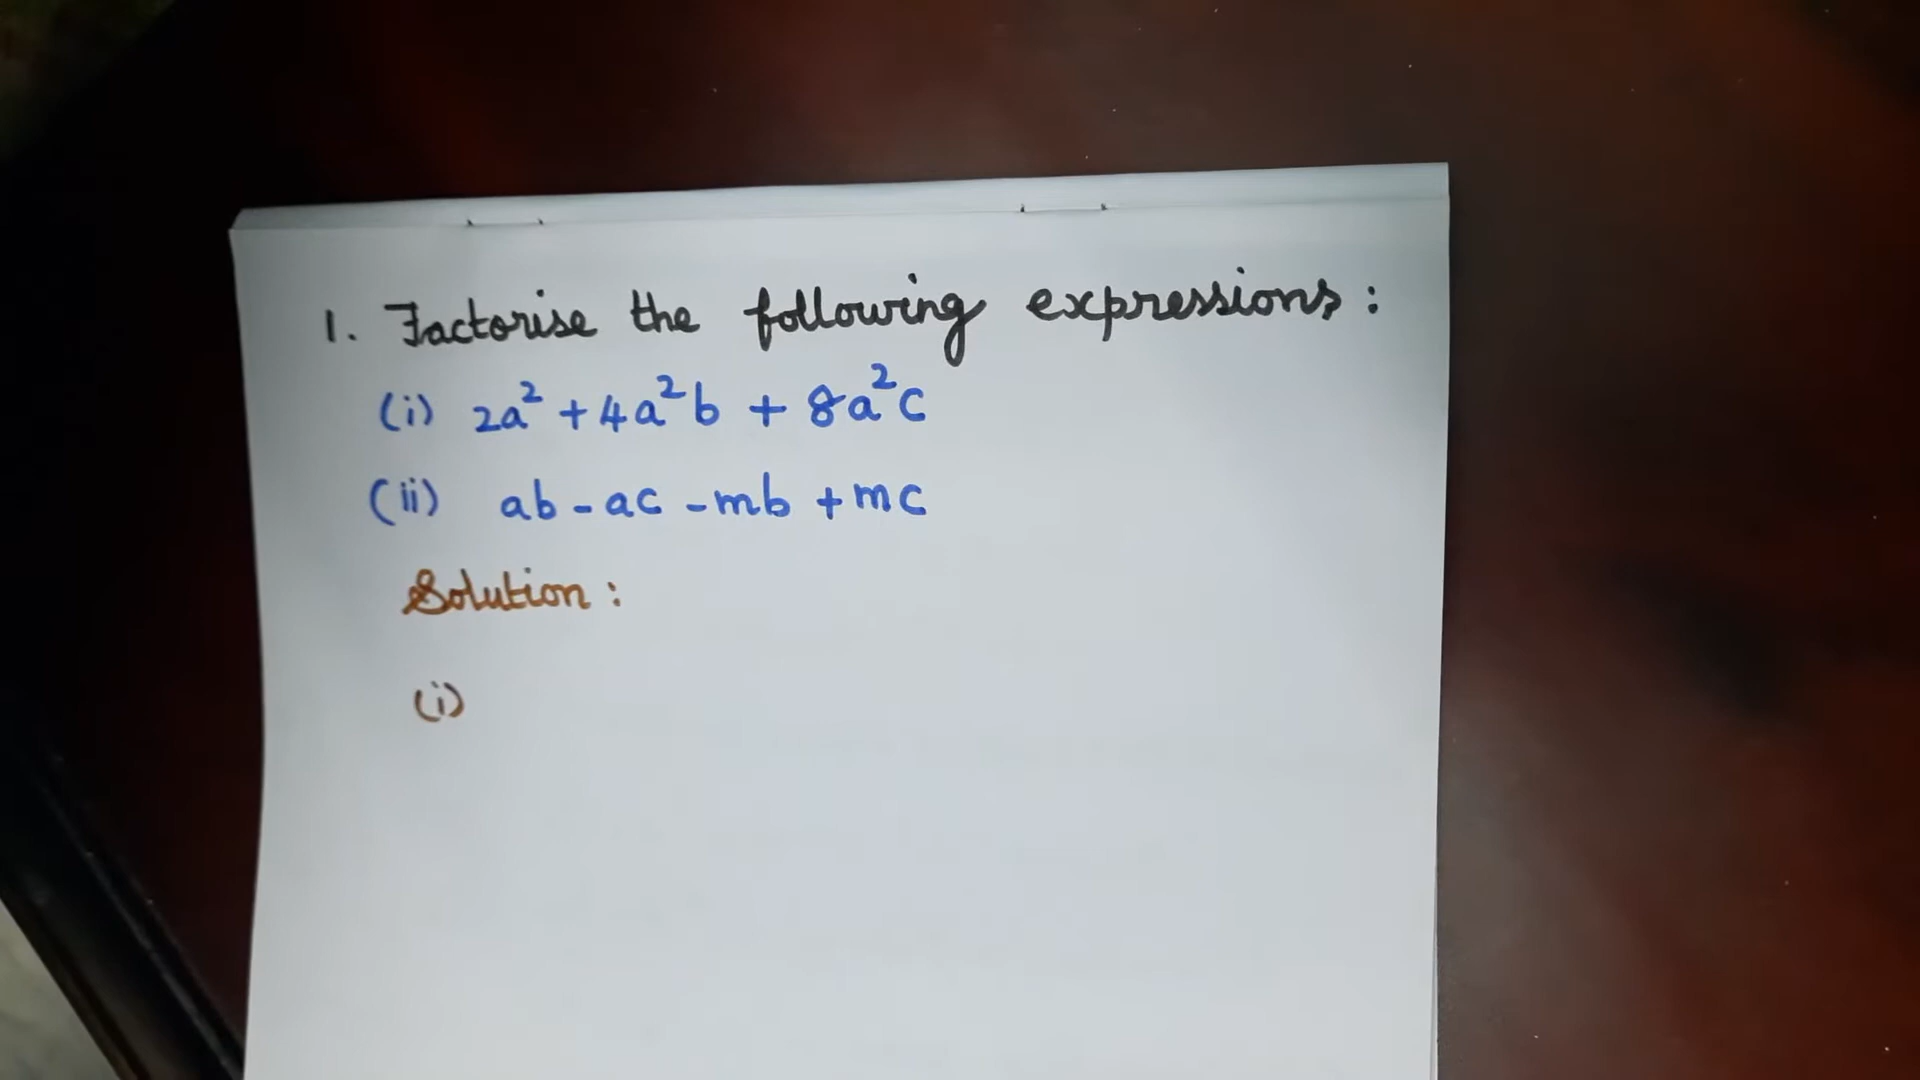 1. Factorise the following expressions:
(i) 2a² + 4a²b + 8a²c
(ii) ab - ac - mb + mc
Solution:
(i)